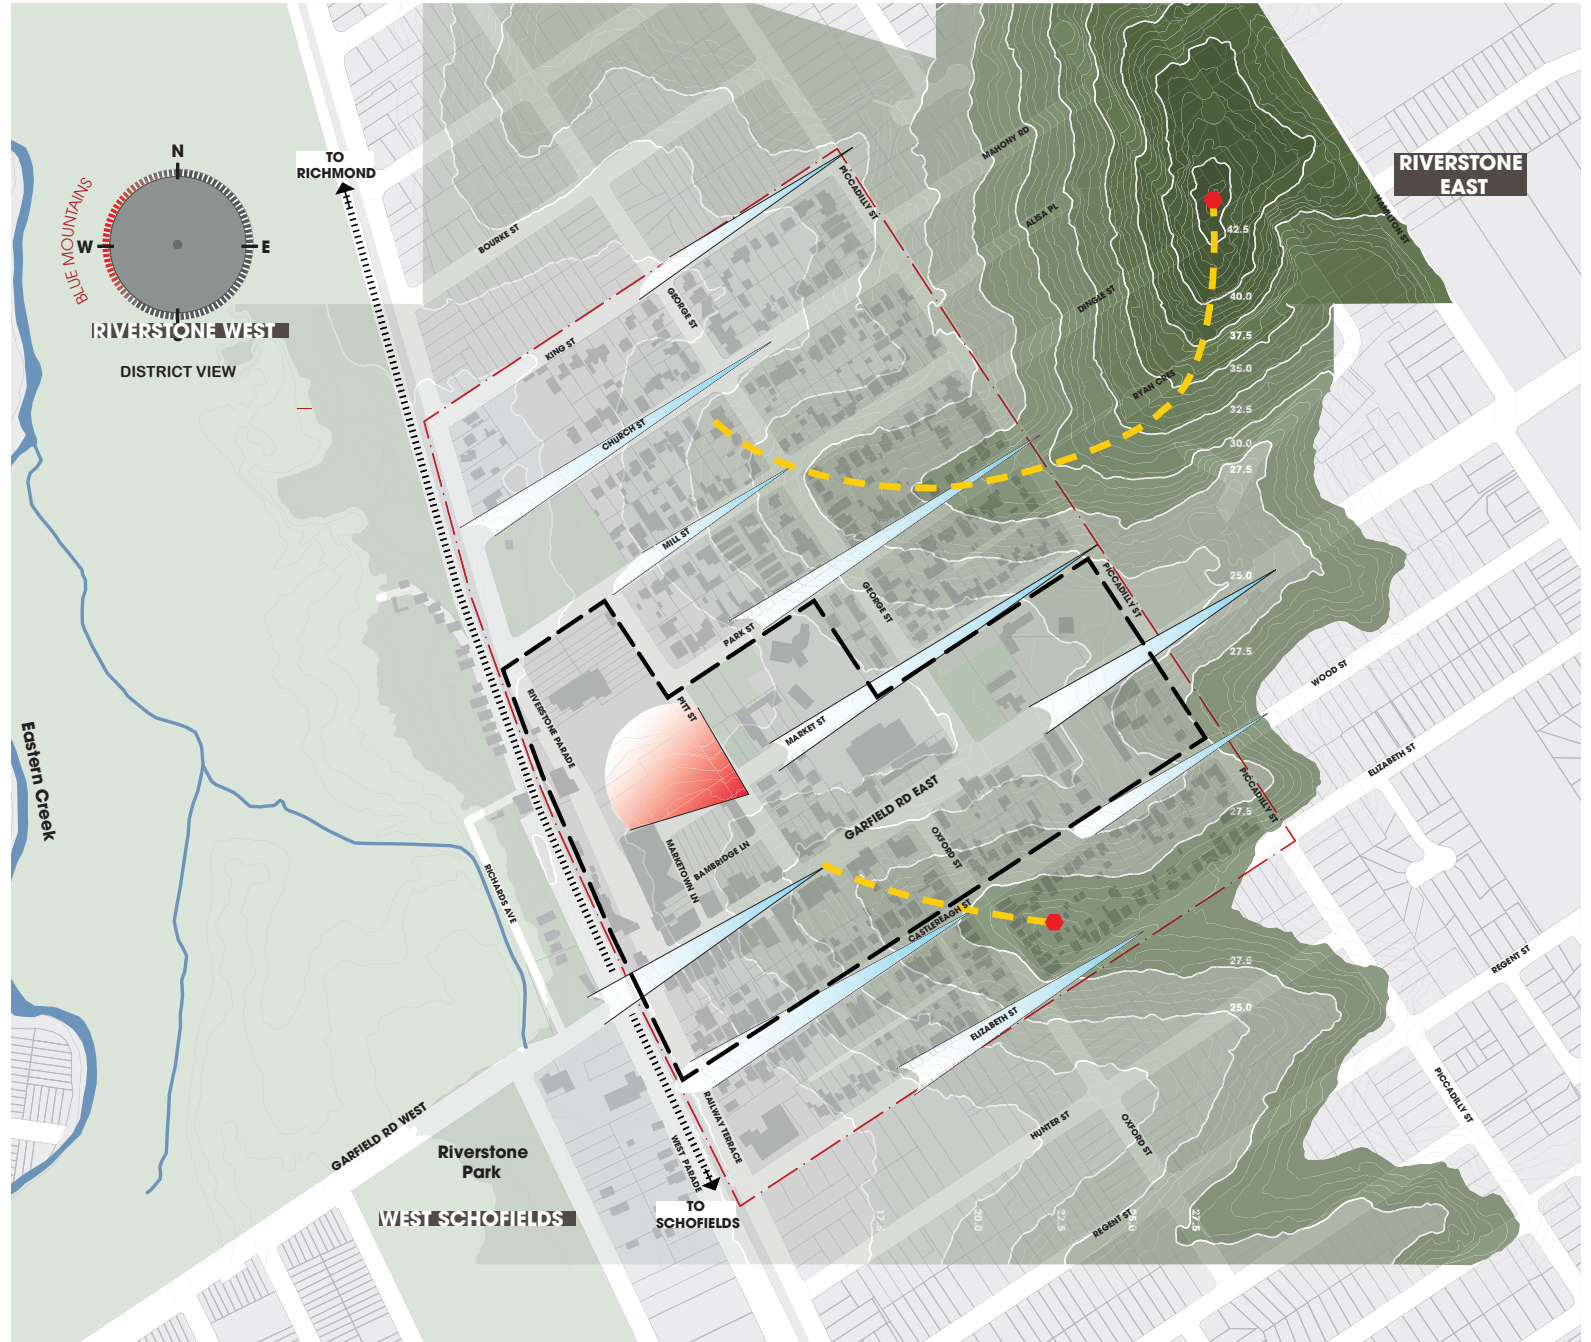 N
TO
RICHMOND
BLUE MOUNTAINS
W
E
RIVERSTONE WEST
DISTRICT VIEW
RIVERSTONE
EAST
MAHONY RD
PICCADILLY ST
ALISA PL
HAMILTON ST
BOURKE ST
42.5
GEORGE ST
DINGLE ST
40.0
KING ST
37.5
35.0
RYAN CRES
32.5
CHURCH ST
30.0
27.5
MILL ST
25.0
PICCADILLY ST
GEORGE ST
PARK ST
27.5
WOOD ST
PITT ST
RIVERSTONE PARADE
MARKET ST
ELIZABETH ST
Eastern Creek
PICCADILLY ST
GARFIELD RD EAST
27.5
OXFORD ST
BAMBRIDGE LN
MARKETOWN LN
RICHARDS AVE
CASTLEREAGH ST
27.5
REGENT ST
25.0
ELIZABETH ST
PICCADILLY ST
GARFIELD RD WEST
RAILWAY TERRACE
HUNTER ST
OXFORD ST
Riverstone
Park
WEST PARADE
WEST SCHOFIELDS
TO
SCHOFIELDS
20.0
22.5
25.0
27.5
REGENT ST